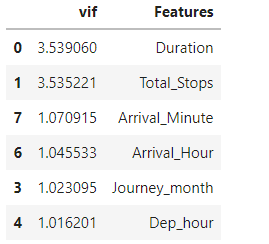 vif Features
0 3.539060 Duration
1 3.535221 Total_Stops
7 1.070915 Arrival_Minute
6 1.045533 Arrival_Hour
3 1.023095 Journey_month
4 1.016201 Dep_hour